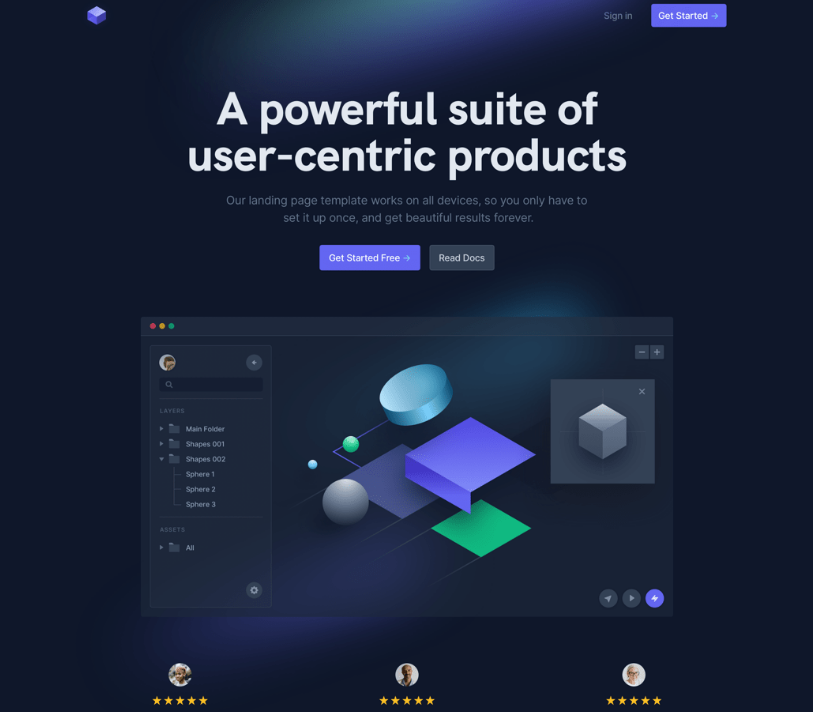 Sign in
Get Started →
A powerful suite of
user-centric products
Our landing page template works on all devices, so you only have to
set it up once, and get beautiful results forever.
Get Started Free →
Read Docs
LAYERS
Main Folder
Shapes 001
Shapes 002
Sphere 1
Sphere 2
Sphere 3
ASSETS
All